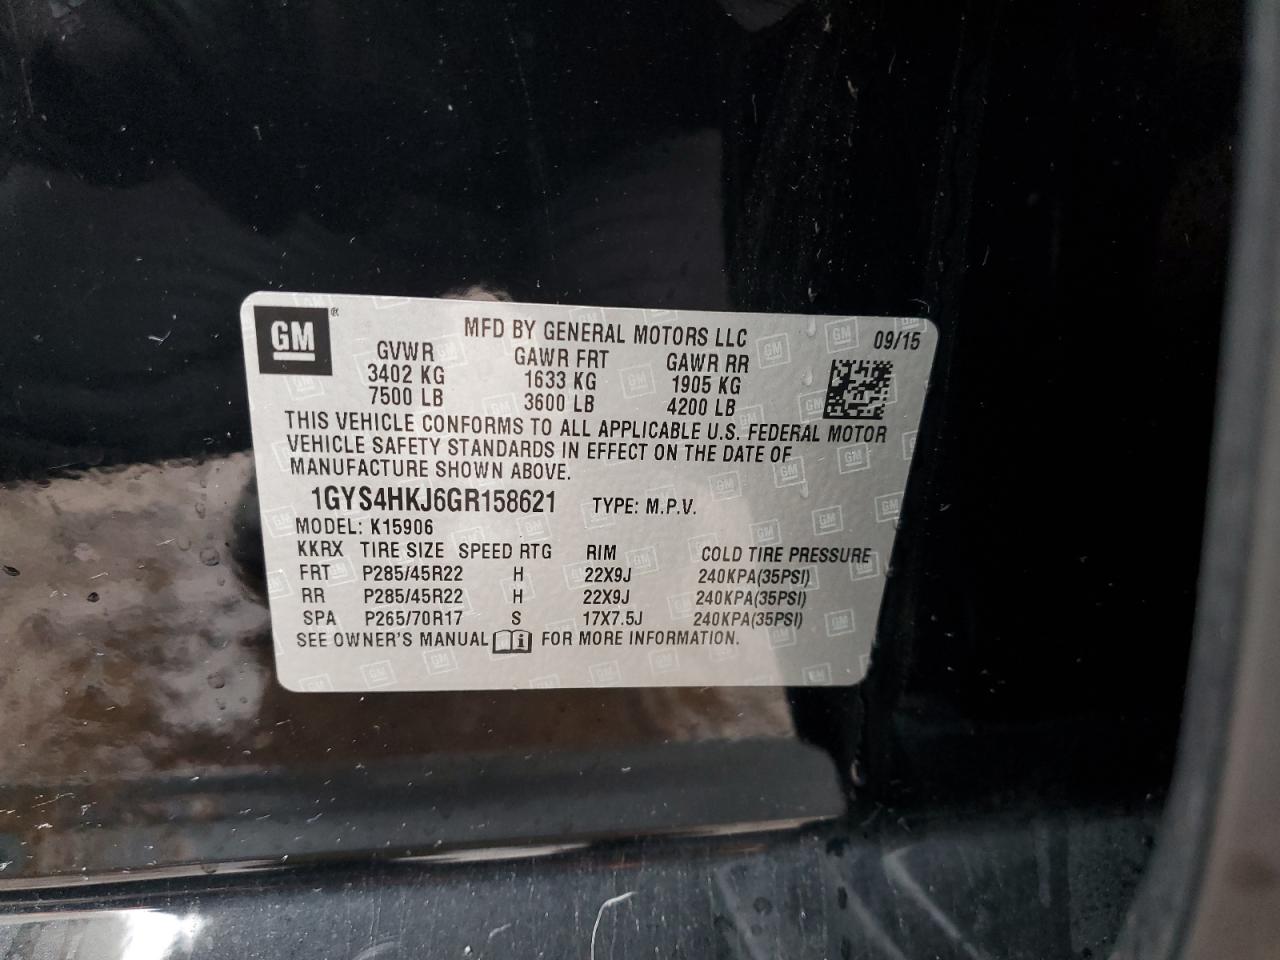 GM ®
MFD BY GENERAL MOTORS LLC 09/15
GVWR GAWR FRT GAWR RR
3402 KG 1633 KG 1905 KG
7500 LB 3600 LB 4200 LB
THIS VEHICLE CONFORMS TO ALL APPLICABLE U.S. FEDERAL MOTOR
VEHICLE SAFETY STANDARDS IN EFFECT ON THE DATE OF
MANUFACTURE SHOWN ABOVE.
1GYS4HKJ6GR158621 TYPE: M.P.V.
MODEL: K15906
KKRX TIRE SIZE SPEED RTG RIM COLD TIRE PRESSURE
FRT P285/45R22 H 22X9J 240KPA(35PSI)
RR P285/45R22 H 22X9J 240KPA(35PSI)
SPA P265/70R17 S 17X7.5J 240KPA(35PSI)
SEE OWNER'S MANUAL i FOR MORE INFORMATION.